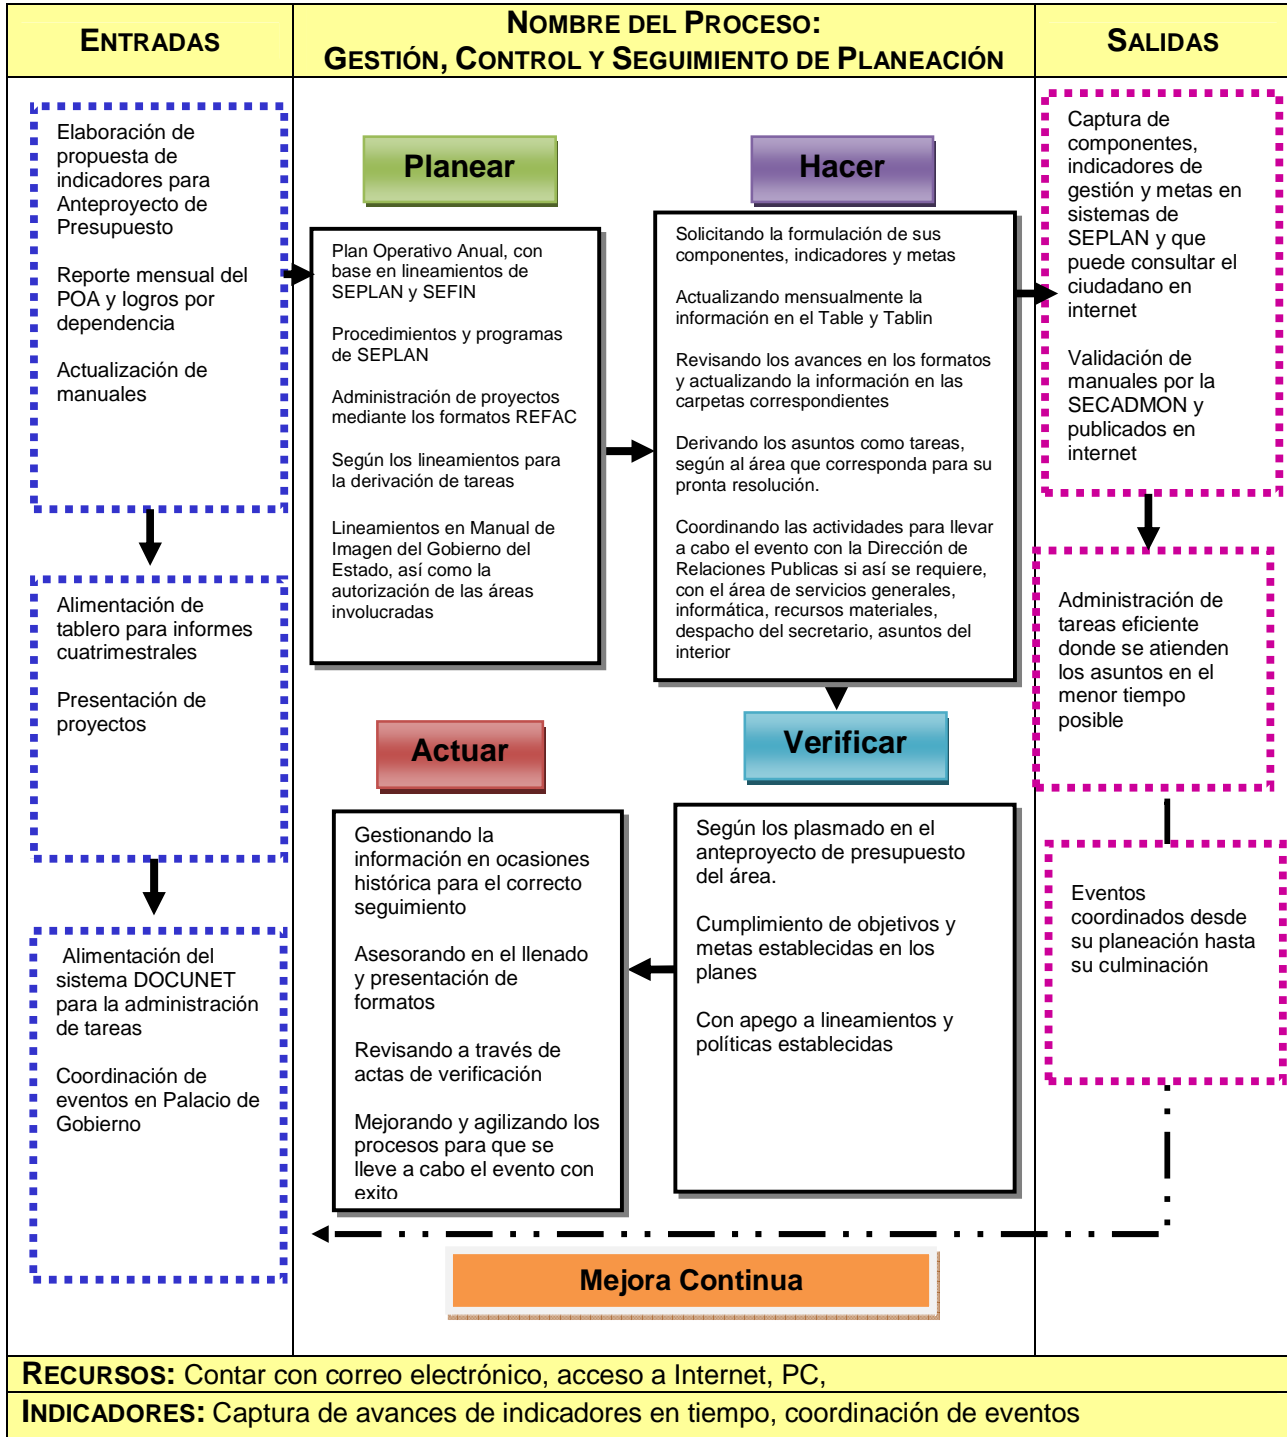 ENTRADAS
NOMBRE DEL PROCESO:
GESTIÓN, CONTROL Y SEGUIMIENTO DE PLANEACIÓN
SALIDAS
Elaboración de
propuesta de
indicadores para
Anteproyecto de
Presupuesto
Reporte mensual del
POA y logros por
dependencia
Actualización de
manuales
Alimentación de
tablero para informes
cuatrimestrales
Presentación de
proyectos
Alimentación del
sistema DOCUNET
para la administración
de tareas
Coordinación de
eventos en Palacio de
Gobierno
Planear
Plan Operativo Anual, con
base en lineamientos de
SEPLAN y SEFIN
Procedimientos y programas
de SEPLAN
Administración de proyectos
mediante los formatos REFAC
Según los lineamientos para
la derivación de tareas
Lineamientos en Manual de
Imagen del Gobierno del
Estado, así como la
autorización de las áreas
involucradas
Hacer
Solicitando la formulación de sus
componentes, indicadores y metas
Actualizando mensualmente la
información en el Table y Tablin
Revisando los avances en los formatos
y actualizando la información en las
carpetas correspondientes
Derivando los asuntos como tareas,
según al área que corresponda para su
pronta resolución.
Coordinando las actividades para llevar
a cabo el evento con la Dirección de
Relaciones Publicas si así se requiere,
con el área de servicios generales,
informática, recursos materiales,
despacho del secretario, asuntos del
interior
Actuar
Gestionando la
información en ocasiones
histórica para el correcto
seguimiento
Asesorando en el llenado
y presentación de
formatos
Revisando a través de
actas de verificación
Mejorando y agilizando los
procesos para que se
lleve a cabo el evento con
exito
Verificar
Según los plasmado en el
anteproyecto de presupuesto
del área.
Cumplimiento de objetivos y
metas establecidas en los
planes
Con apego a lineamientos y
políticas establecidas
Captura de
componentes,
indicadores de
gestión y metas en
sistemas de
SEPLAN y que
puede consultar el
ciudadano en
internet
Validación de
manuales por la
SECADMON y
publicados en
internet
Administración de
tareas eficiente
donde se atienden
los asuntos en el
menor tiempo
posible
Eventos
coordinados desde
su planeación hasta
su culminación
Mejora Continua
RECURSOS: Contar con correo electrónico, acceso a Internet, PC,
INDICADORES: Captura de avances de indicadores en tiempo, coordinación de eventos